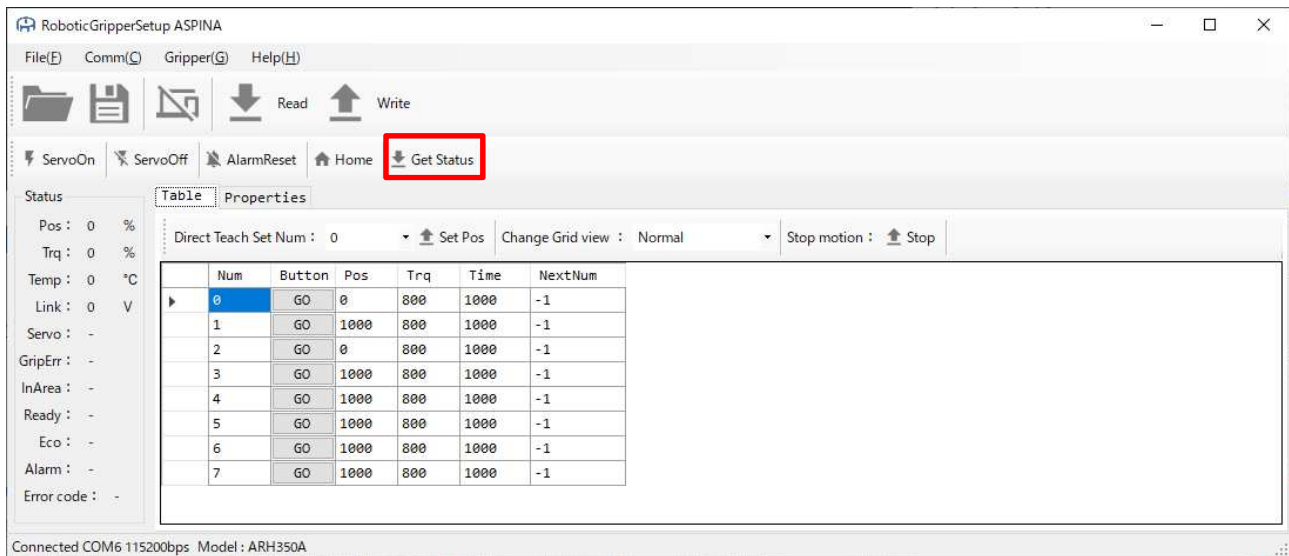 RoboticGripperSetup ASPINA
File(F) Comm(C) Gripper(G) Help(H)
Read Write
ServoOn ServoOff AlarmReset Home Get Status
Status
Table Properties
Pos： 0 %
Direct Teach Set Num： 0 Set Pos Change Grid view： Normal Stop motion： Stop
Trq： 0 %
Temp： 0 °C
Link： 0 V
Servo： -
GripErr： -
InArea： -
Ready： -
Eco： -
Alarm： -
Error code： -
Num Button Pos Trq Time NextNum
0 GO 0 800 1000 -1
1 GO 1000 800 1000 -1
2 GO 0 800 1000 -1
3 GO 1000 800 1000 -1
4 GO 1000 800 1000 -1
5 GO 1000 800 1000 -1
6 GO 1000 800 1000 -1
7 GO 1000 800 1000 -1
Connected COM6 115200bps Model : ARH350A